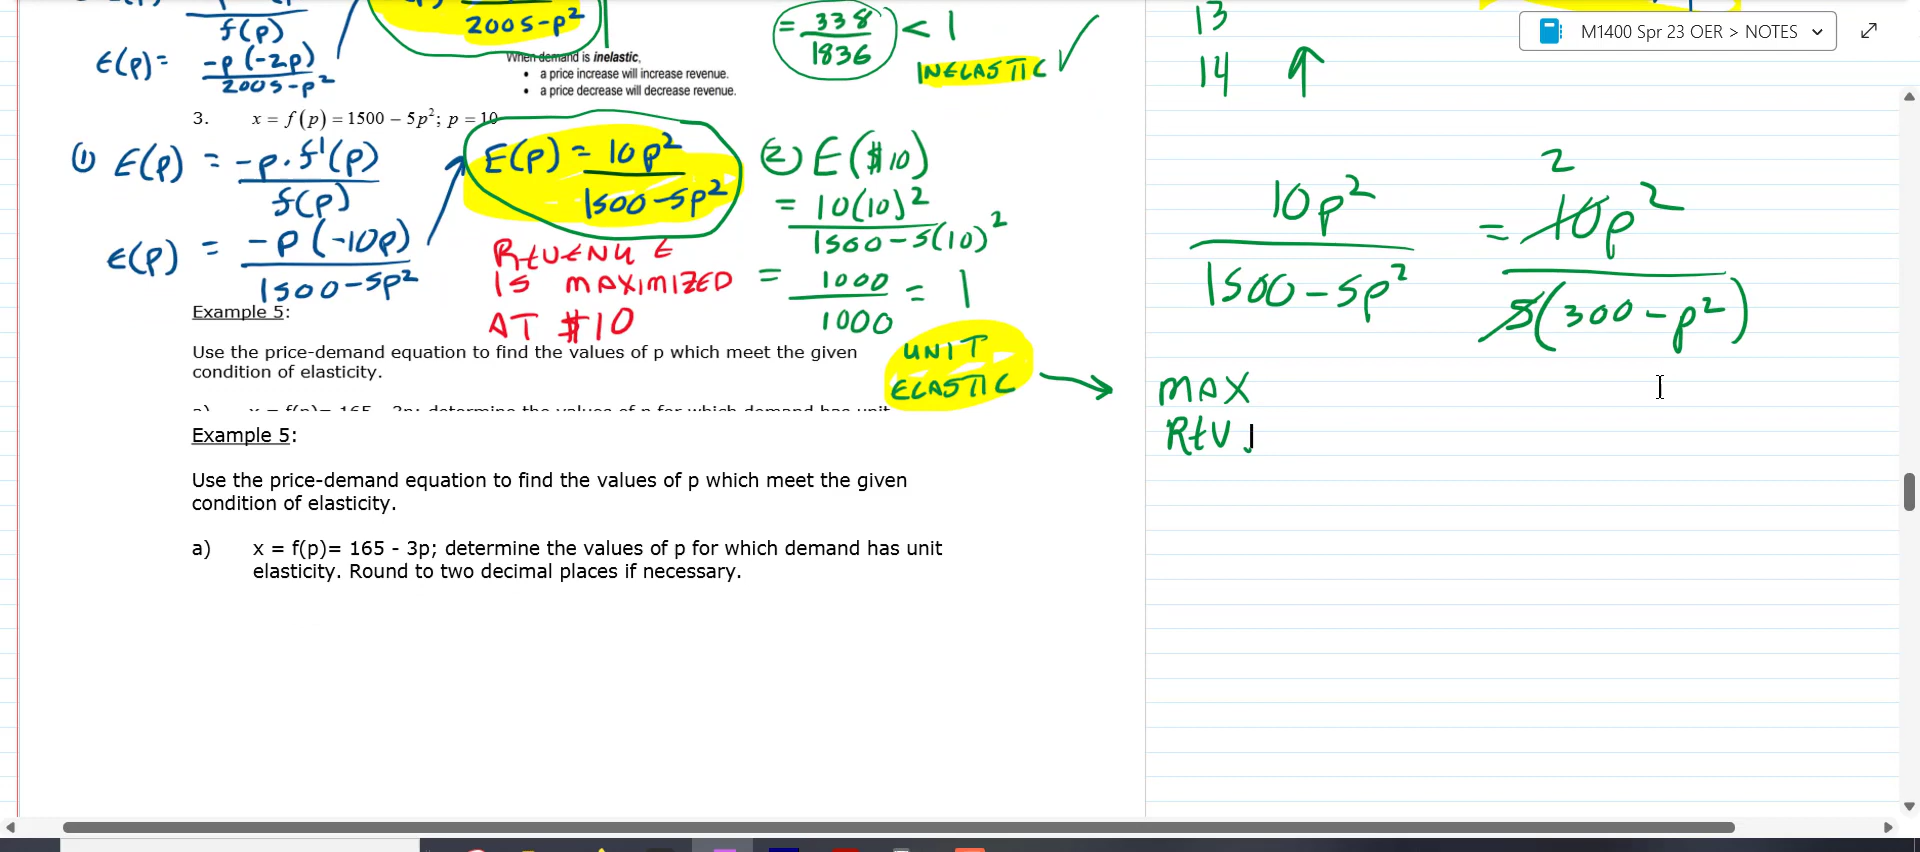 f(p)
2005-p²
E(p) = -p(-2p)
2005-p²
= 338 < 1
1836
INELASTIC
When demand is inelastic,
• a price increase will increase revenue.
• a price decrease will decrease revenue.
13
14
M1400 Spr 23 OER > NOTES
3. x = f(p) = 1500 − 5p²; p = 10
① E(p) = -p · f'(p)
f(p)
E(p) = -p(-10p)
1500-5p²
E(p) = 10p²
1500-5p²
REVENUE
IS MAXIMIZED
AT $10
② E($10)
= 10(10)²
1500-5(10)²
= 1000 = 1
1000
UNIT
ELASTIC
2
10p² = 10p²
1500-5p² 5(300-p²)
MAX
REV
Example 5:
Use the price-demand equation to find the values of p which meet the given
condition of elasticity.
Example 5:
Use the price-demand equation to find the values of p which meet the given
condition of elasticity.
a) x = f(p)= 165 - 3p; determine the values of p for which demand has unit
elasticity. Round to two decimal places if necessary.